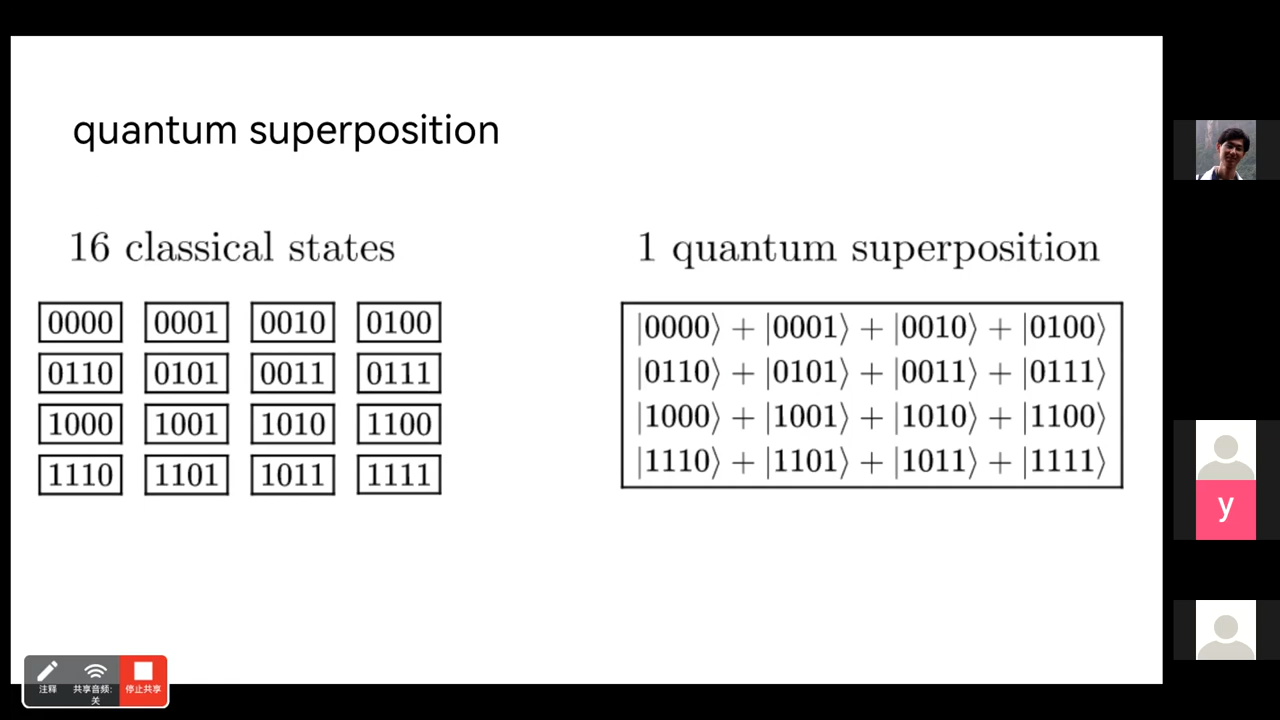 quantum superposition
16 classical states
0000 0001 0010 0100
0110 0101 0011 0111
1000 1001 1010 1100
1110 1101 1011 1111
1 quantum superposition
|0000⟩ + |0001⟩ + |0010⟩ + |0100⟩
|0110⟩ + |0101⟩ + |0011⟩ + |0111⟩
|1000⟩ + |1001⟩ + |1010⟩ + |1100⟩
|1110⟩ + |1101⟩ + |1011⟩ + |1111⟩
y
注释
共享音频:
关
停止共享